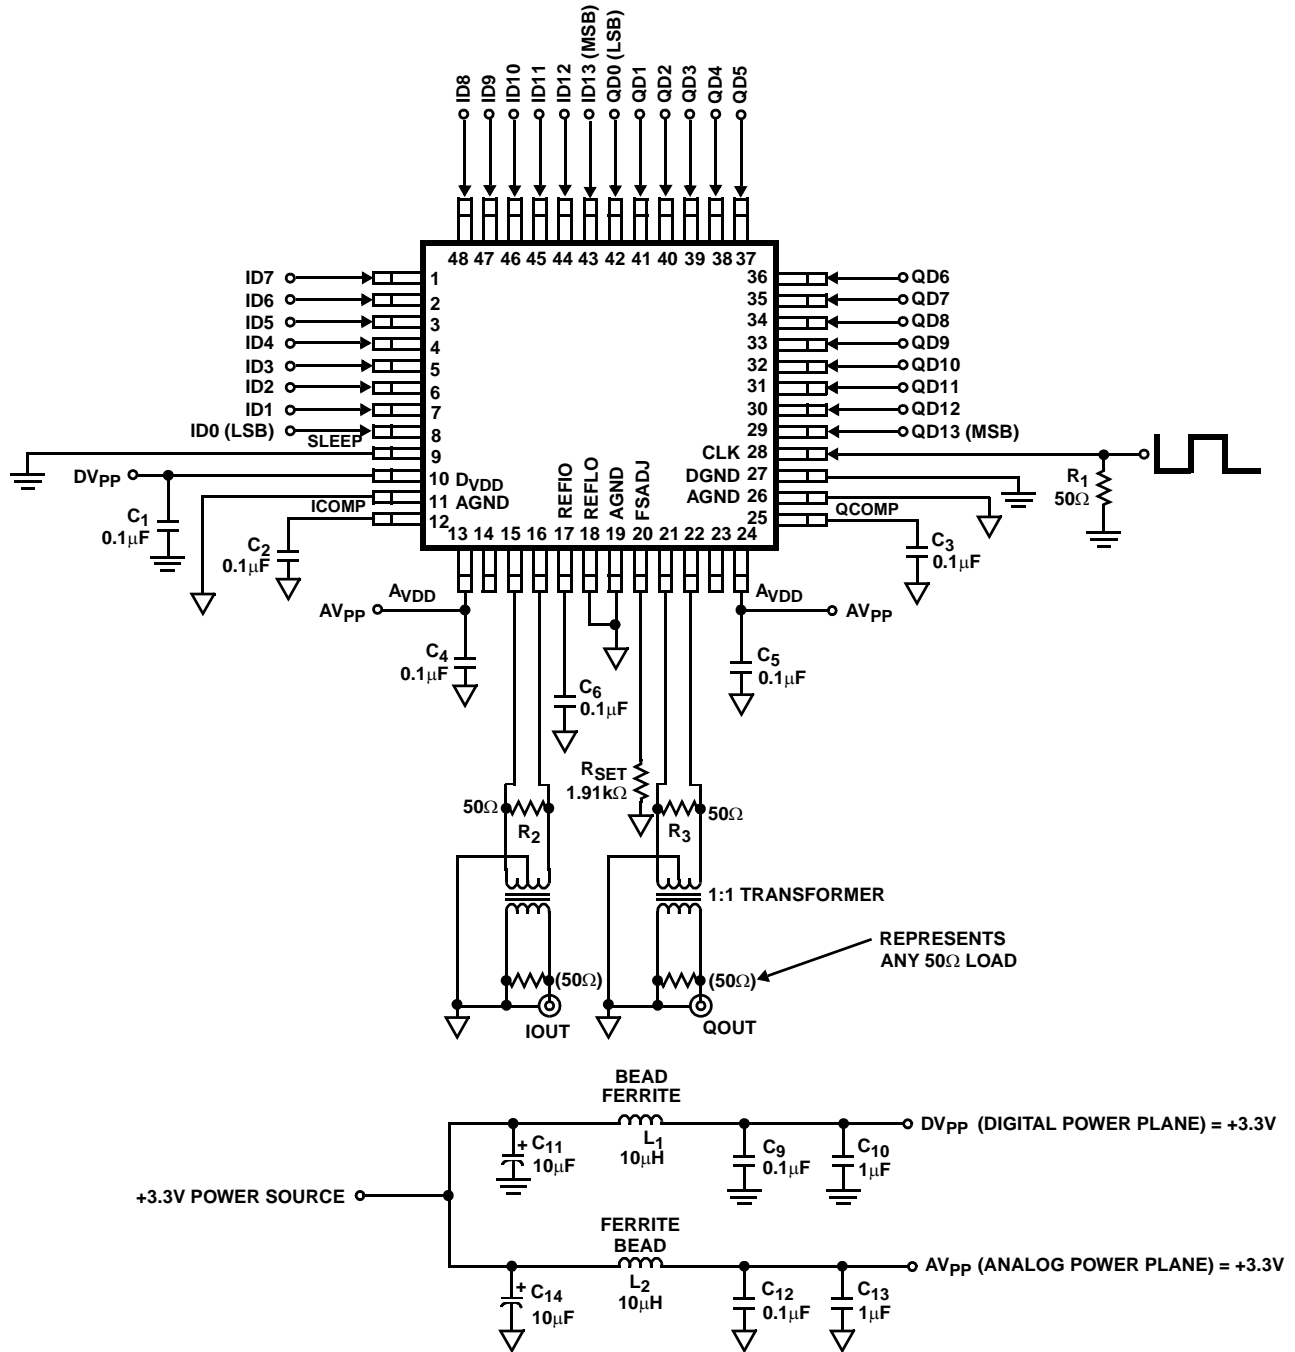 ID8
ID9
ID10
ID11
ID12
ID13 (MSB)
QD0 (LSB)
QD1
QD2
QD3
QD4
QD5
48 47 46 45 44 43 42 41 40 39 38 37
ID7
1
ID6
2
ID5
3
ID4
4
ID3
5
ID2
6
ID1
7
ID0 (LSB)
8
SLEEP
9
DVPP
10 DVDD
11 AGND
ICOMP
12
36
QD6
35
QD7
34
QD8
33
QD9
32
QD10
31
QD11
30
QD12
29
QD13 (MSB)
CLK 28
DGND 27
AGND 26
25
QCOMP
R1
50Ω
REFIO
REFLO
AGND
FSADJ
13 14 15 16 17 18 19 20 21 22 23 24
C1
0.1μF
C2
0.1μF
C3
0.1μF
AVPP
AVDD
AVDD
AVPP
C4
0.1μF
C5
0.1μF
C6
0.1μF
RSET
1.91kΩ
50Ω
R2
R3
50Ω
1:1 TRANSFORMER
REPRESENTS
ANY 50Ω LOAD
(50Ω)
(50Ω)
IOUT
QOUT
BEAD
FERRITE
+ C11
10μF
L1
10μH
C9
0.1μF
C10
1μF
DVPP (DIGITAL POWER PLANE) = +3.3V
+3.3V POWER SOURCE
FERRITE
BEAD
+ C14
10μF
L2
10μH
C12
0.1μF
C13
1μF
AVPP (ANALOG POWER PLANE) = +3.3V